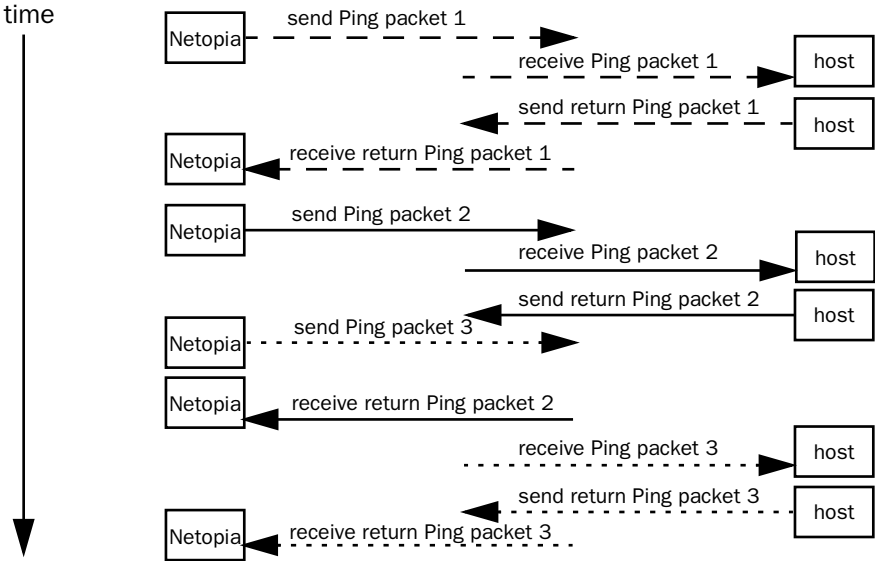 time
send Ping packet 1
Netopia
receive Ping packet 1
host
send return Ping packet 1
host
Netopia
receive return Ping packet 1
send Ping packet 2
Netopia
receive Ping packet 2
host
send return Ping packet 2
host
send Ping packet 3
Netopia
Netopia
receive return Ping packet 2
receive Ping packet 3
host
send return Ping packet 3
host
Netopia
receive return Ping packet 3